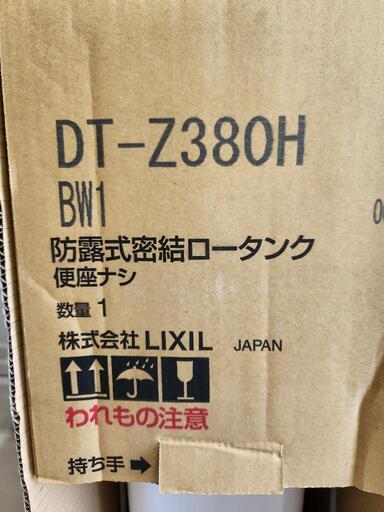 DT-Z380H
BW1
防露式密結ロータンク
便座ナシ
数量 1
株式会社 LIXIL JAPAN
われもの注意
持ち手 ➡